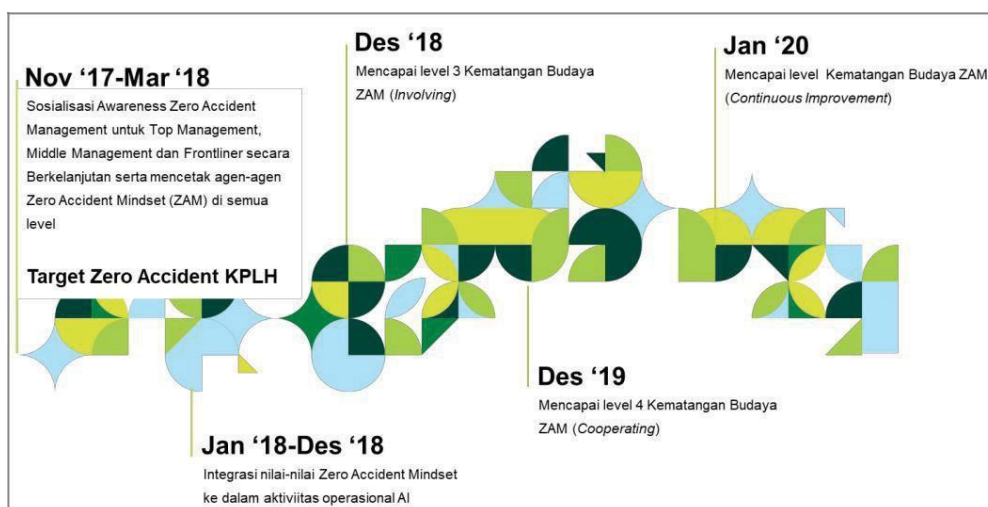 Nov ‘17-Mar ‘18
Sosialisasi Awareness Zero Accident
Management untuk Top Management,
Middle Management dan Frontliner secara
Berkelanjutan serta mencetak agen-agen
Zero Accident Mindset (ZAM) di semua
level
Target Zero Accident KPLH
Jan ‘18-Des ‘18
Integrasi nilai-nilai Zero Accident Mindset
ke dalam aktiviitas operasional AI
Des ‘18
Mencapai level 3 Kematangan Budaya
ZAM (Involving)
Des ‘19
Mencapai level 4 Kematangan Budaya
ZAM (Cooperating)
Jan ‘20
Mencapai level  Kematangan Budaya ZAM
(Continuous Improvement)